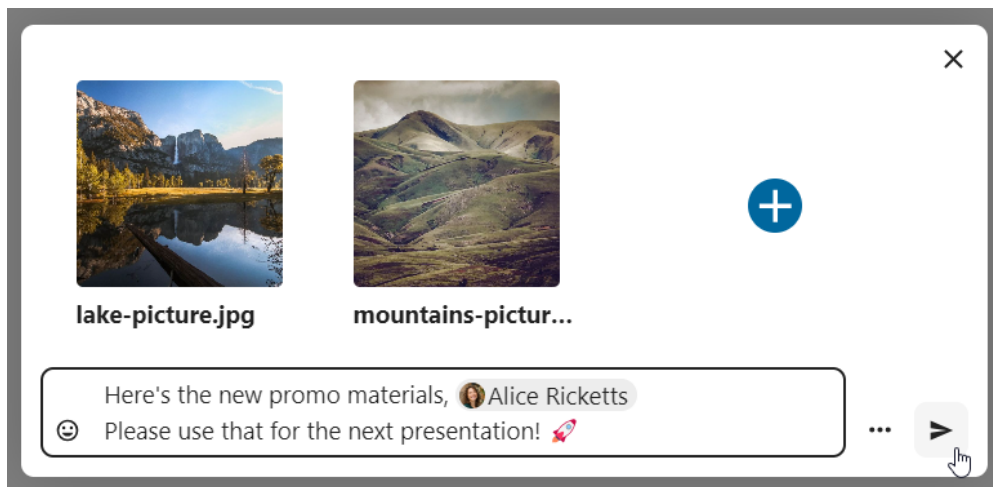 lake-picture.jpg
mountains-pictur...
Here's the new promo materials, Alice Ricketts
Please use that for the next presentation! 🚀